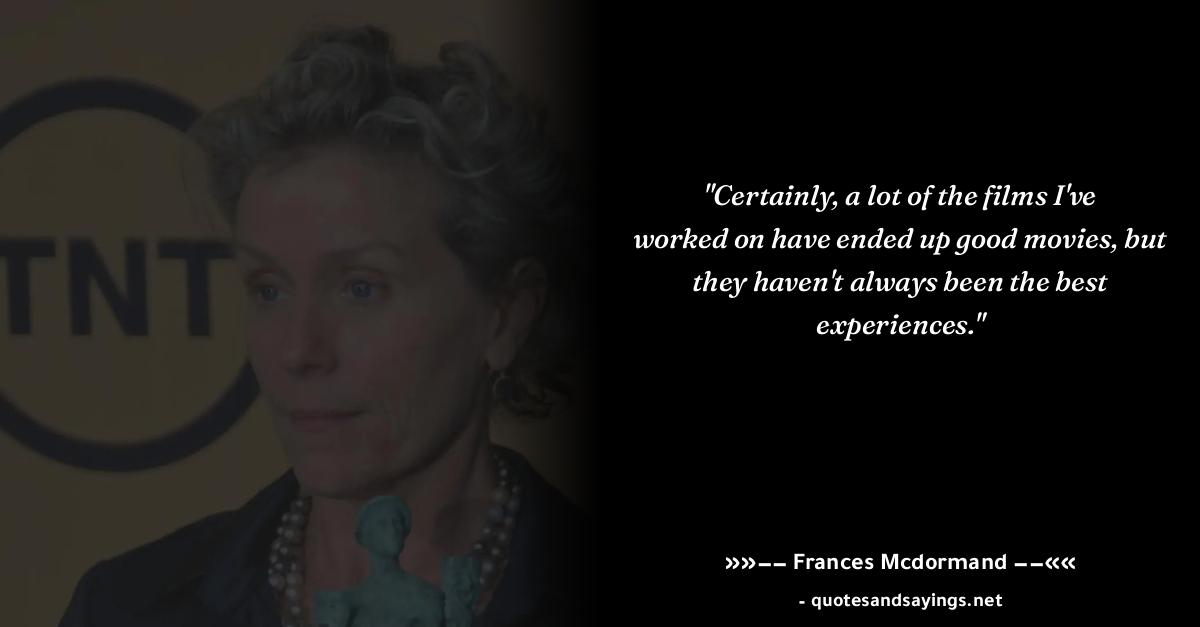 TNT
"Certainly, a lot of the films I've
worked on have ended up good movies, but
they haven't always been the best
experiences."
»»−− Frances Mcdormand −−««
- quotesandsayings.net